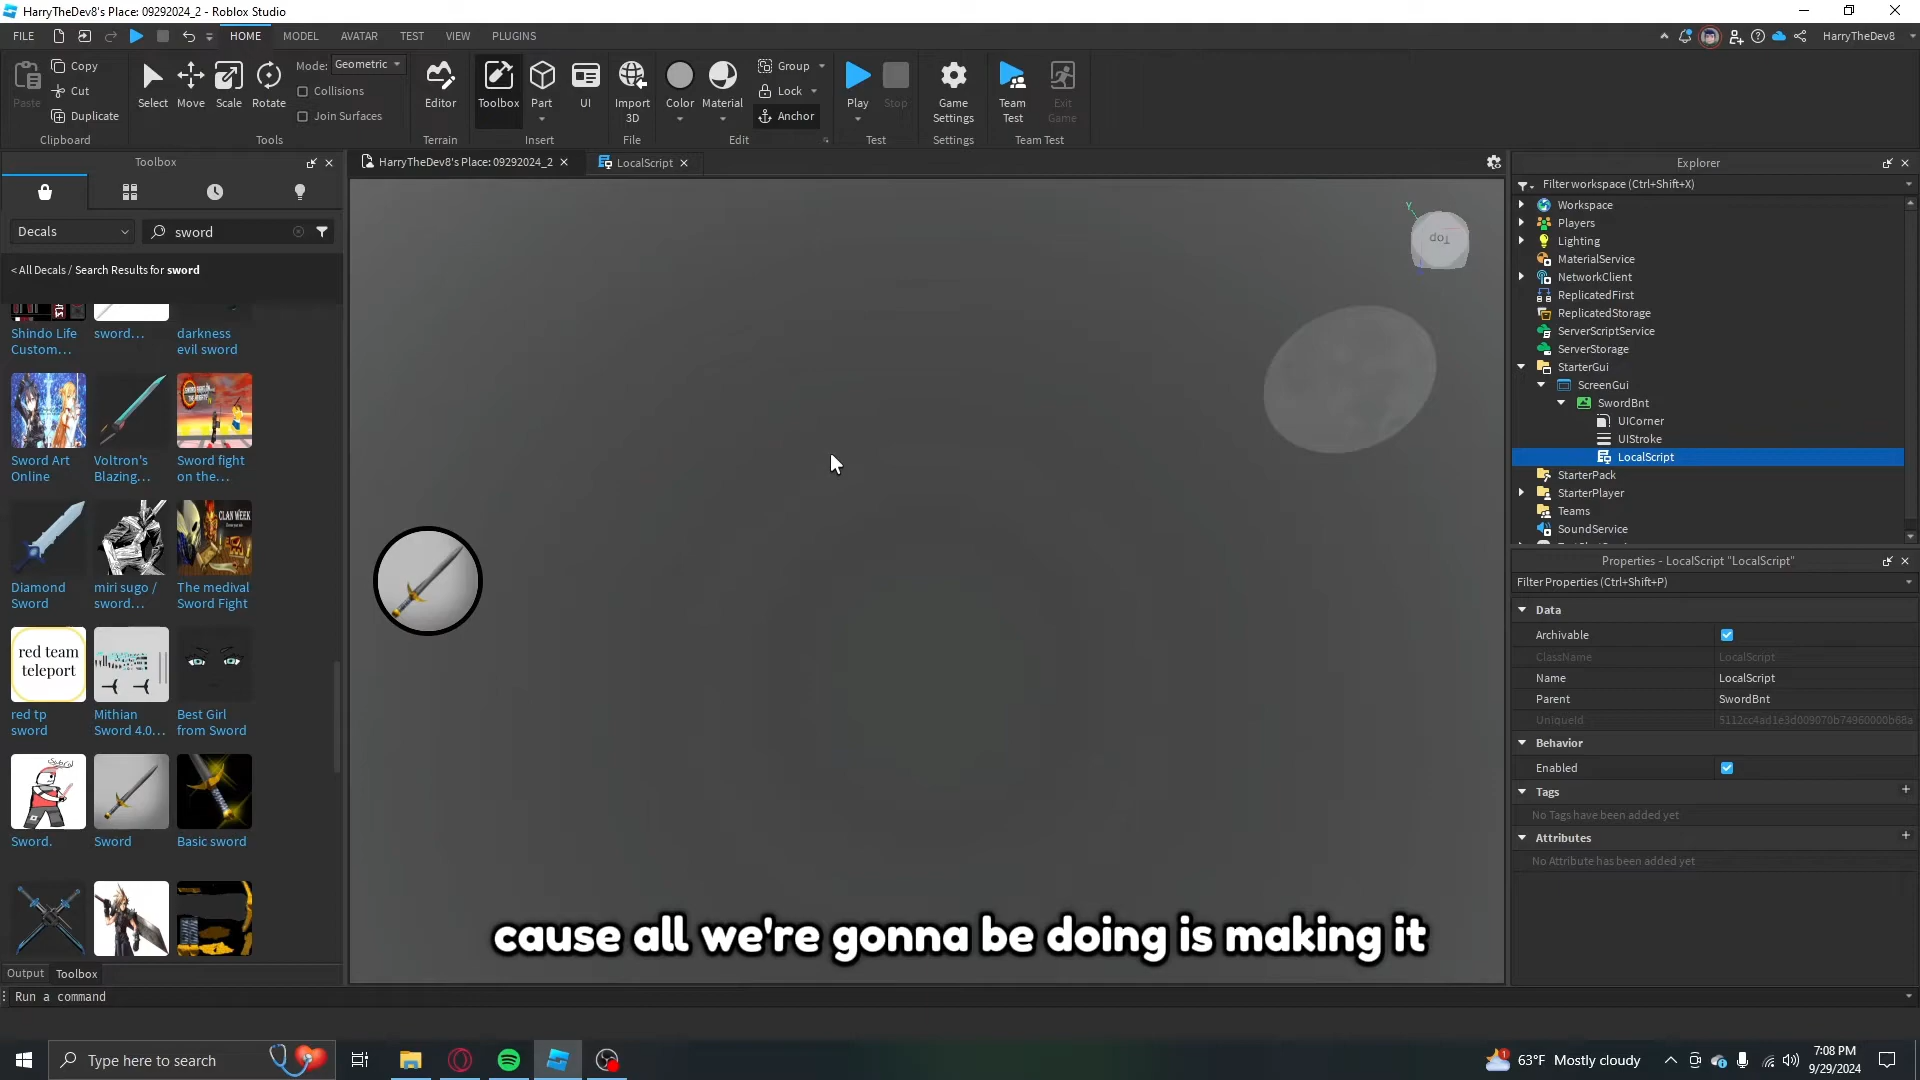 HarryTheDev8's Place: 09292024_2 - Roblox Studio
FILE
HOME
MODEL
AVATAR
TEST
VIEW
PLUGINS
HarryTheDev8
Paste
Copy
Cut
Duplicate
Clipboard
Select
Move
Scale
Rotate
Mode:
Geometric
Collisions
Join Surfaces
Tools
Editor
Terrain
Toolbox
Part
UI
Insert
Import
3D
File
Color
Material
Group
Lock
Anchor
Edit
Play
Stop
Test
Game
Settings
Settings
Team
Test
Exit
Game
Team Test
Toolbox
Decals
sword
< All Decals / Search Results for sword
Shindo Life
Custom...
sword...
darkness
evil sword
Sword Art
Online
Voltron's
Blazing...
Sword fight
on the...
CLAN WEEK
Diamond
Sword
miri sugo /
sword...
The medival
Sword Fight
red team
teleport
red tp
sword
Mithian
Sword 4.0...
Best Girl
from Sword
Sword.
Sword
Basic sword
Output
Toolbox
Run a command
HarryTheDev8's Place: 09292024_2
LocalScript
Y
Top
cause all we're gonna be doing is making it
Explorer
Filter workspace (Ctrl+Shift+X)
Workspace
Players
Lighting
MaterialService
NetworkClient
ReplicatedFirst
ReplicatedStorage
ServerScriptService
ServerStorage
StarterGui
ScreenGui
SwordBnt
UICorner
UIStroke
LocalScript
StarterPack
StarterPlayer
Teams
SoundService
Properties - LocalScript "LocalScript"
Filter Properties (Ctrl+Shift+P)
Data
Archivable
ClassName
LocalScript
Name
LocalScript
Parent
SwordBnt
UniqueId
5112cc4ad1e3d009070b74960000b68a
Behavior
Enabled
Tags
No Tags have been added yet
Attributes
No Attribute has been added yet
Type here to search
63°F Mostly cloudy
7:08 PM
9/29/2024